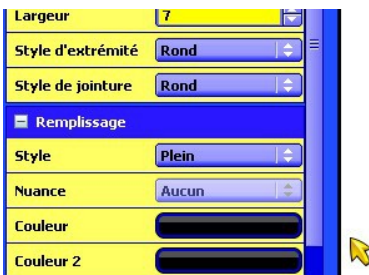 Largeur 7
Style d'extrémité Rond
Style de jointure Rond
Remplissage
Style Plein
Nuance Aucun
Couleur
Couleur 2